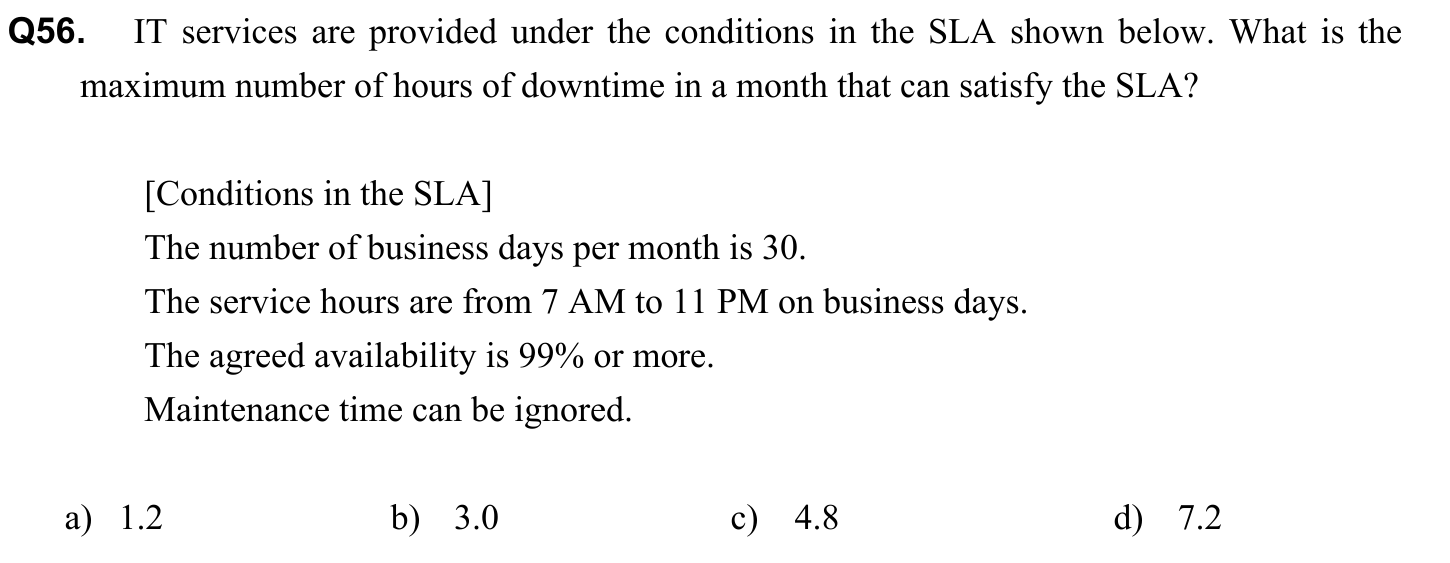 Q56. IT services are provided under the conditions in the SLA shown below. What is the
maximum number of hours of downtime in a month that can satisfy the SLA?
[Conditions in the SLA]
The number of business days per month is 30.
The service hours are from 7 AM to 11 PM on business days.
The agreed availability is 99% or more.
Maintenance time can be ignored.
a) 1.2 b) 3.0 c) 4.8 d) 7.2